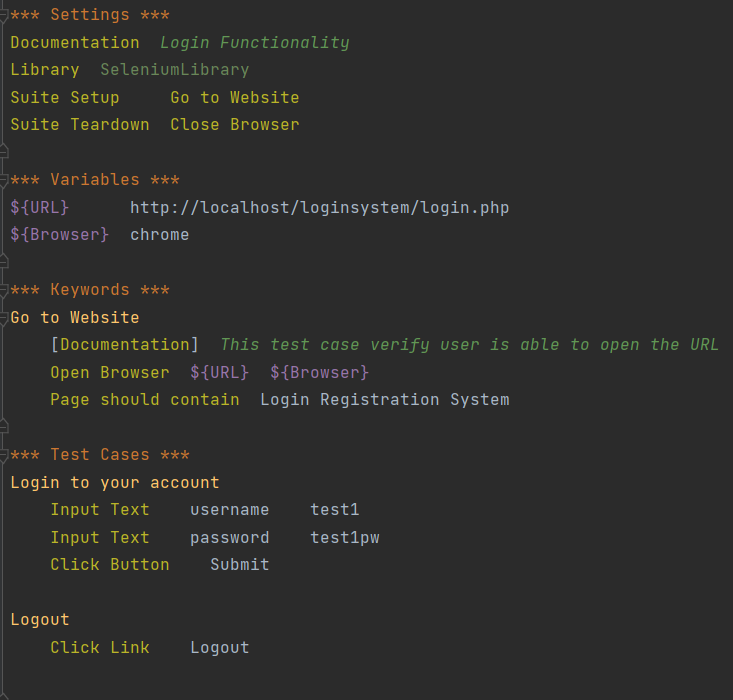 *** Settings ***
Documentation  Login Functionality
Library  SeleniumLibrary
Suite Setup     Go to Website
Suite Teardown  Close Browser
*** Variables ***
${URL}      http://localhost/loginsystem/login.php
${Browser}  chrome
*** Keywords ***
Go to Website
    [Documentation]  This test case verify user is able to open the URL
    Open Browser  ${URL}  ${Browser}
    Page should contain  Login Registration System
*** Test Cases ***
Login to your account
    Input Text    username    test1
    Input Text    password    test1pw
    Click Button    Submit
Logout
    Click Link    Logout